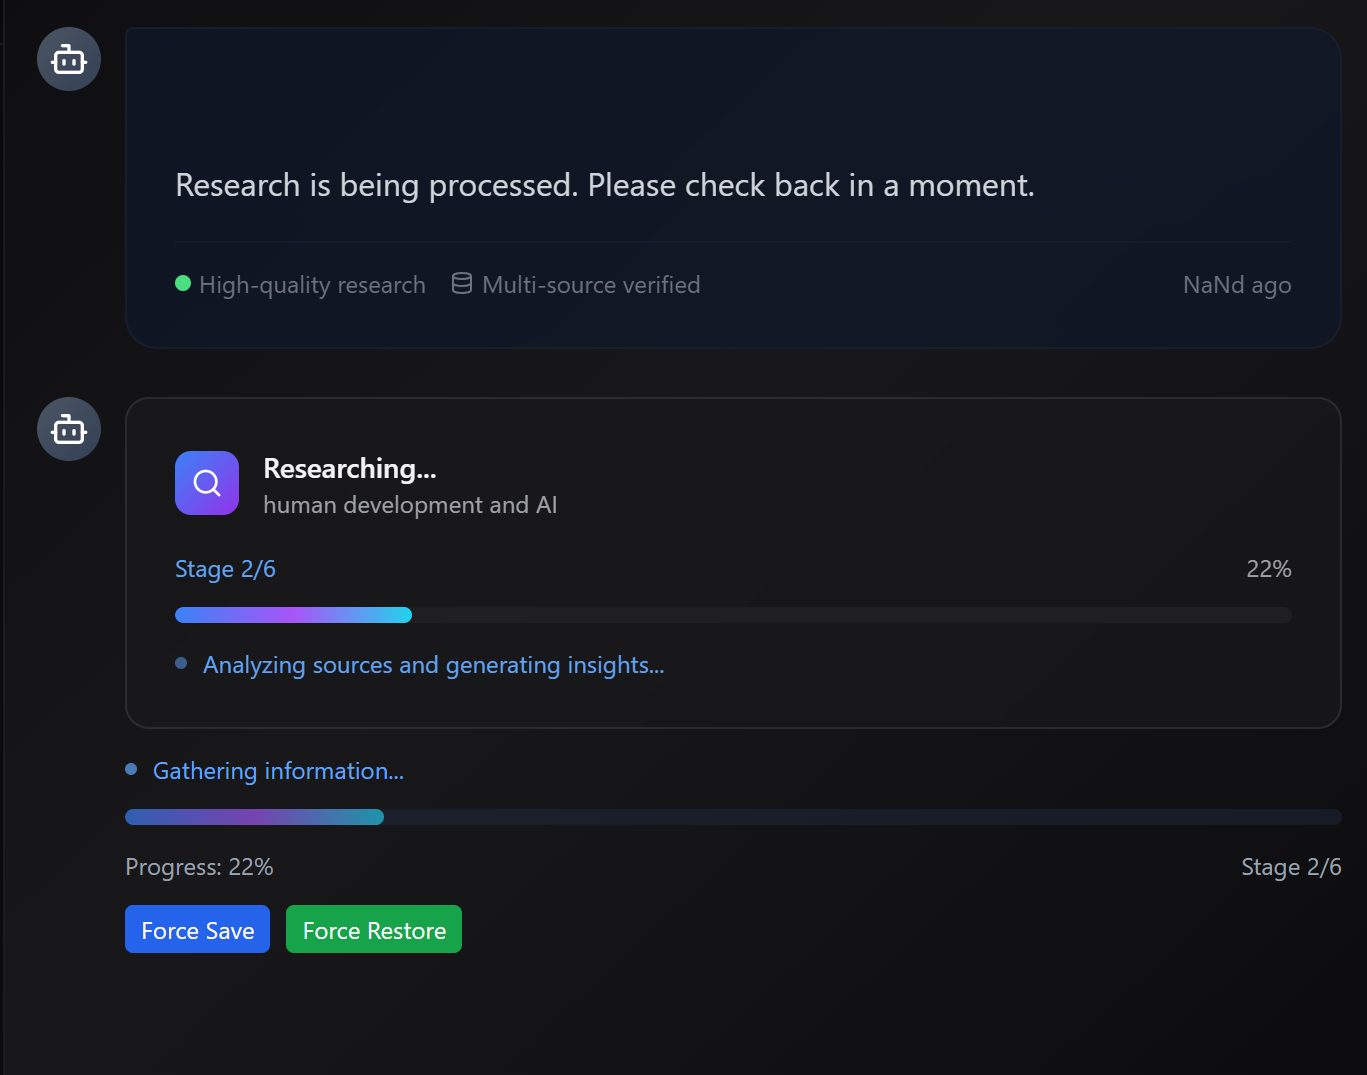 Research is being processed. Please check back in a moment.
High-quality research Multi-source verified NaNd ago
Researching...
human development and AI
Stage 2/6 22%
Analyzing sources and generating insights...
Gathering information...
Progress: 22% Stage 2/6
Force Save Force Restore